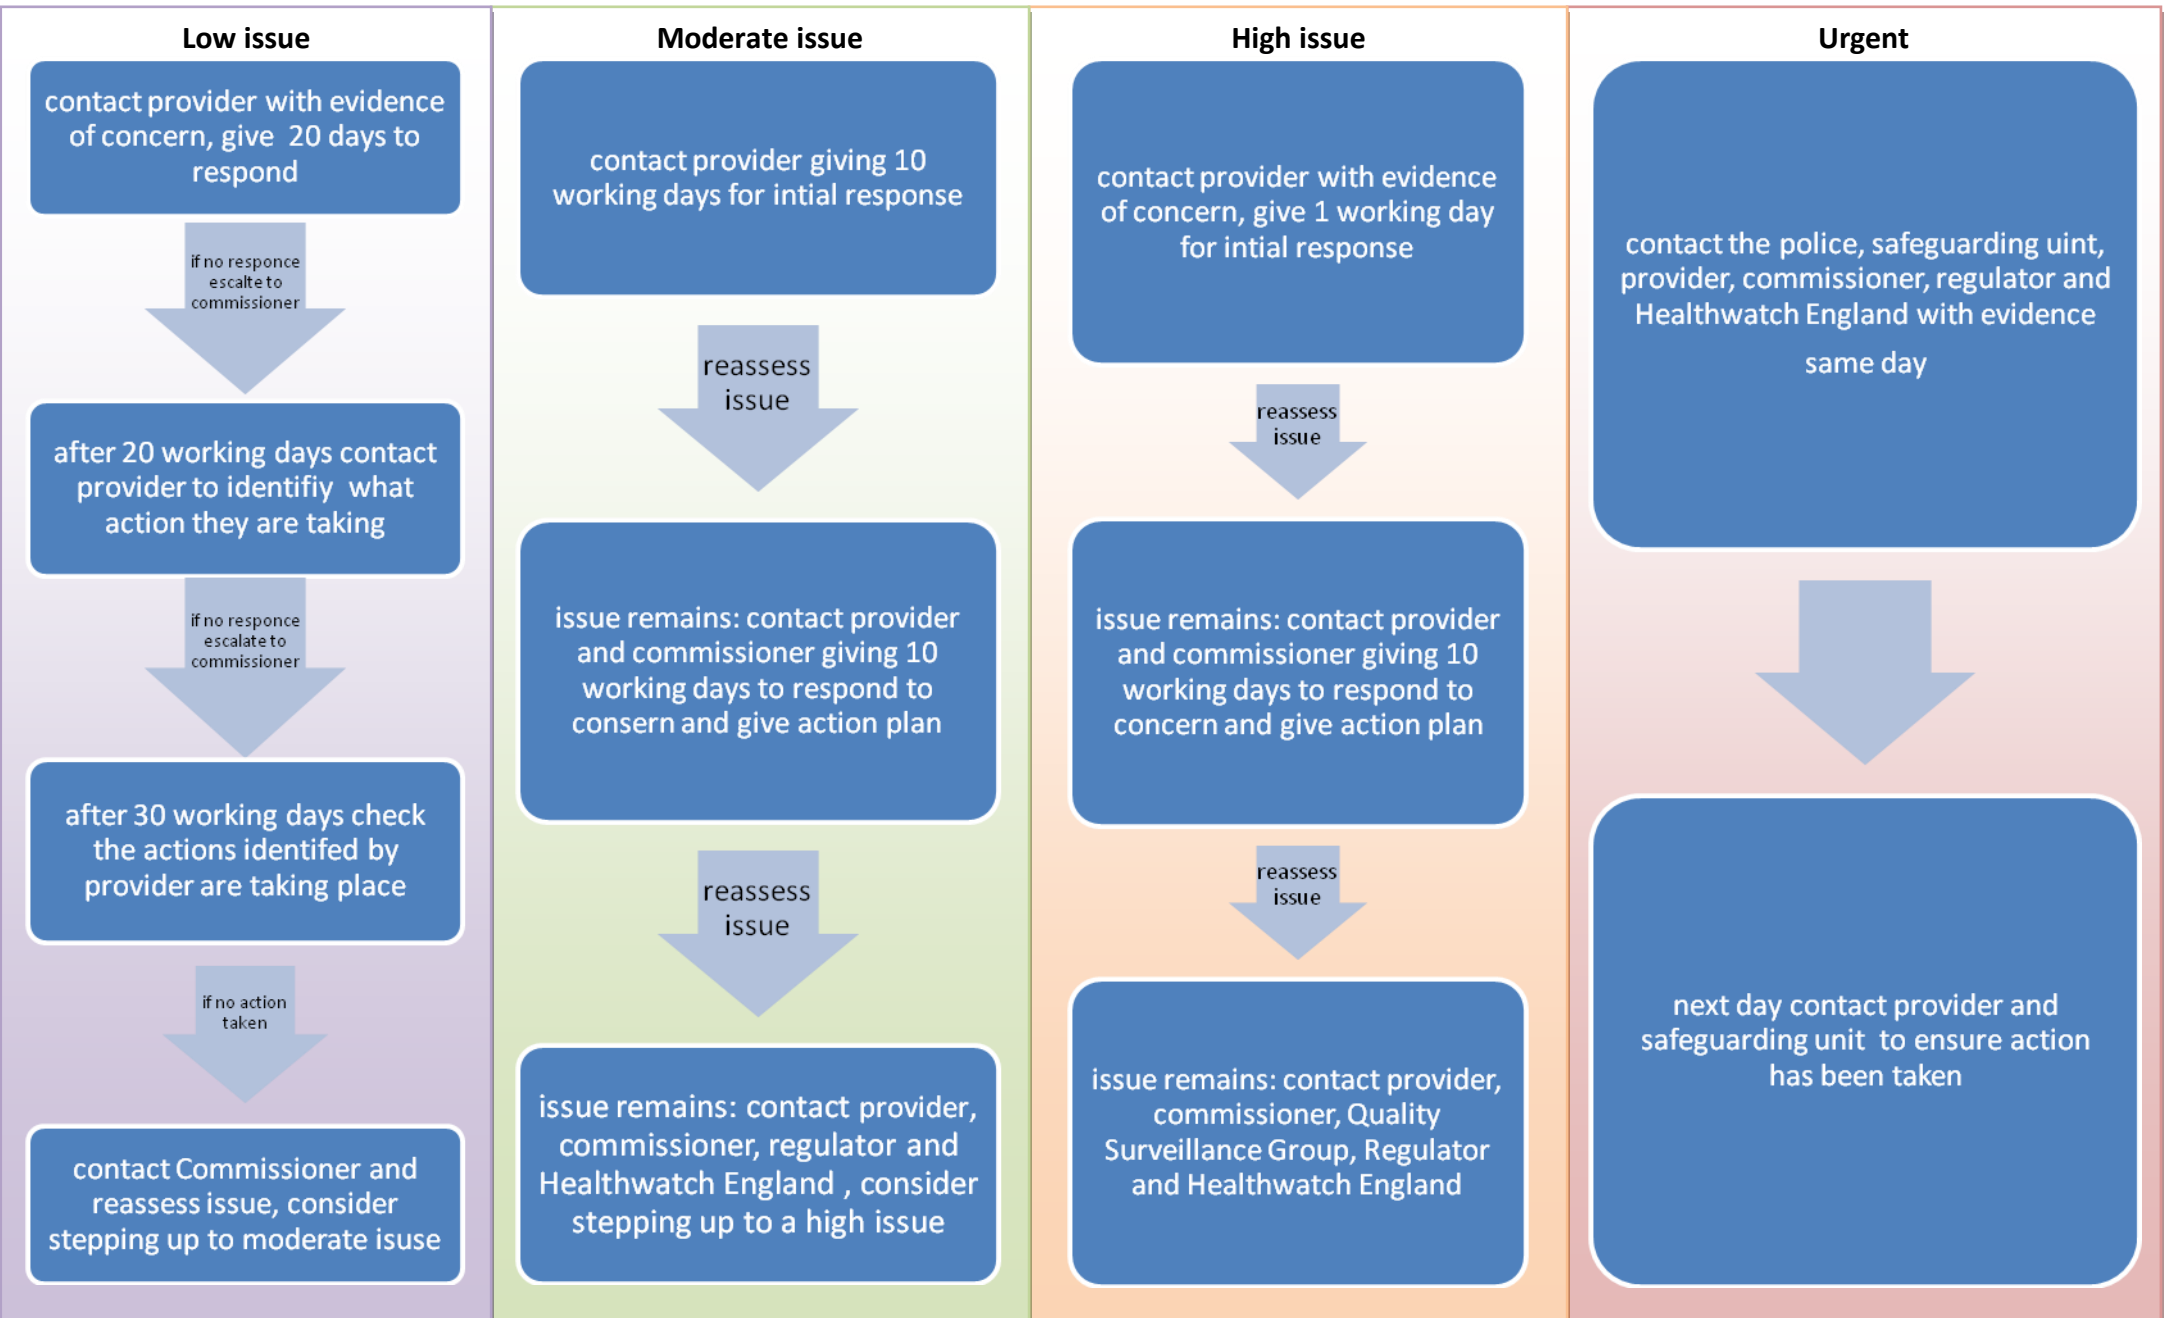 Low issue
contact provider with evidence
of concern, give 20 days to
respond
if no responce
escalte to
commissioner
after 20 working days contact
provider to identifiy what
action they are taking
if no responce
escalate to
commissioner
after 30 working days check
the actions identifed by
provider are taking place
if no action
taken
contact Commissioner and
reassess issue, consider
stepping up to moderate isuse
Moderate issue
contact provider giving 10
working days for intial response
reassess
issue
issue remains: contact provider
and commissioner giving 10
working days to respond to
consern and give action plan
reassess
issue
issue remains: contact provider,
commissioner, regulator and
Healthwatch England , consider
stepping up to a high issue
High issue
contact provider with evidence
of concern, give 1 working day
for intial response
reassess
issue
issue remains: contact provider
and commissioner giving 10
working days to respond to
concern and give action plan
reassess
issue
issue remains: contact provider,
commissioner, Quality
Surveillance Group, Regulator
and Healthwatch England
Urgent
contact the police, safeguarding uint,
provider, commissioner, regulator and
Healthwatch England with evidence
same day
next day contact provider and
safeguarding unit to ensure action
has been taken